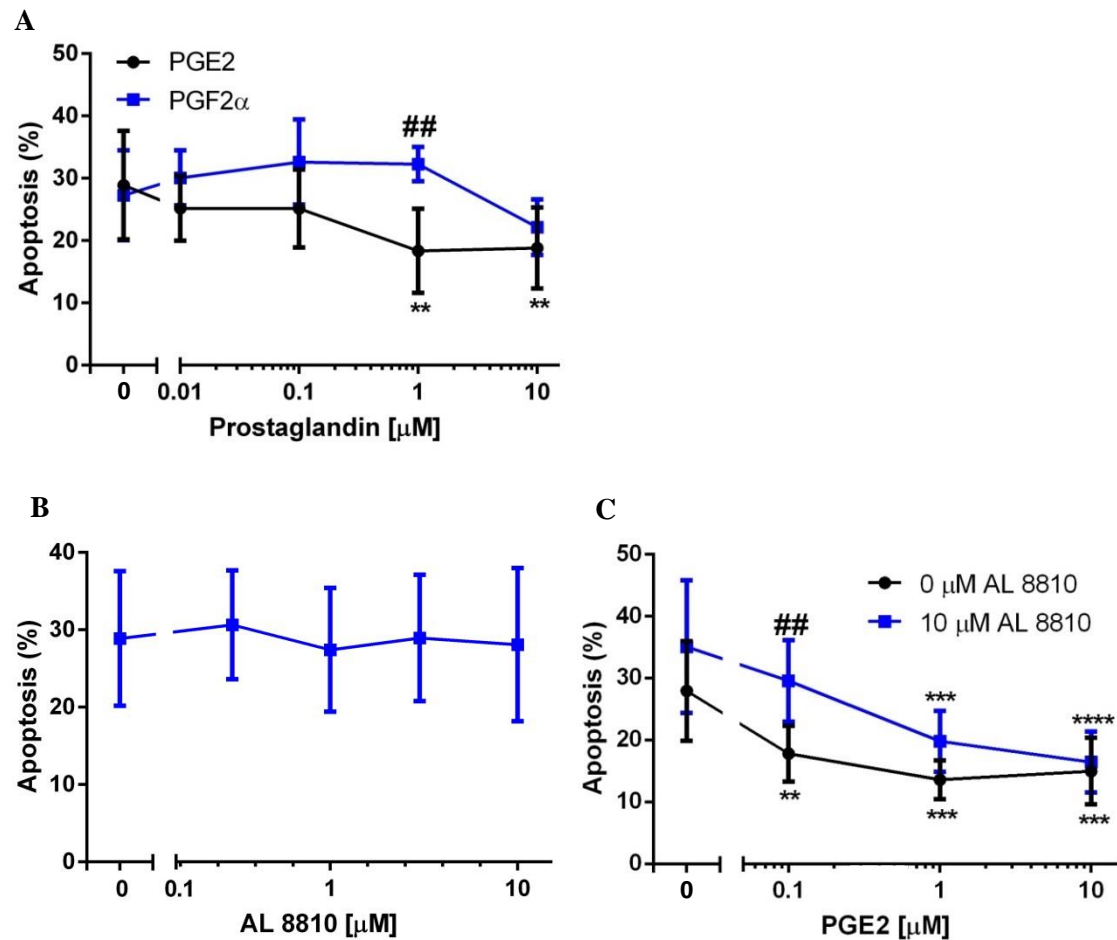 A
50
40
30
20
10
0
Apoptosis (%)
PGE2
PGF2α
##
**
**
0 0.01 0.1 1 10
Prostaglandin [μM]
B
40
30
20
10
0
Apoptosis (%)
0 0.1 1 10
AL 8810 [μM]
C
50
40
30
20
10
0
Apoptosis (%)
0 μM AL 8810
10 μM AL 8810
##
***
****
**
***
***
0 0.1 1 10
PGE2 [μM]